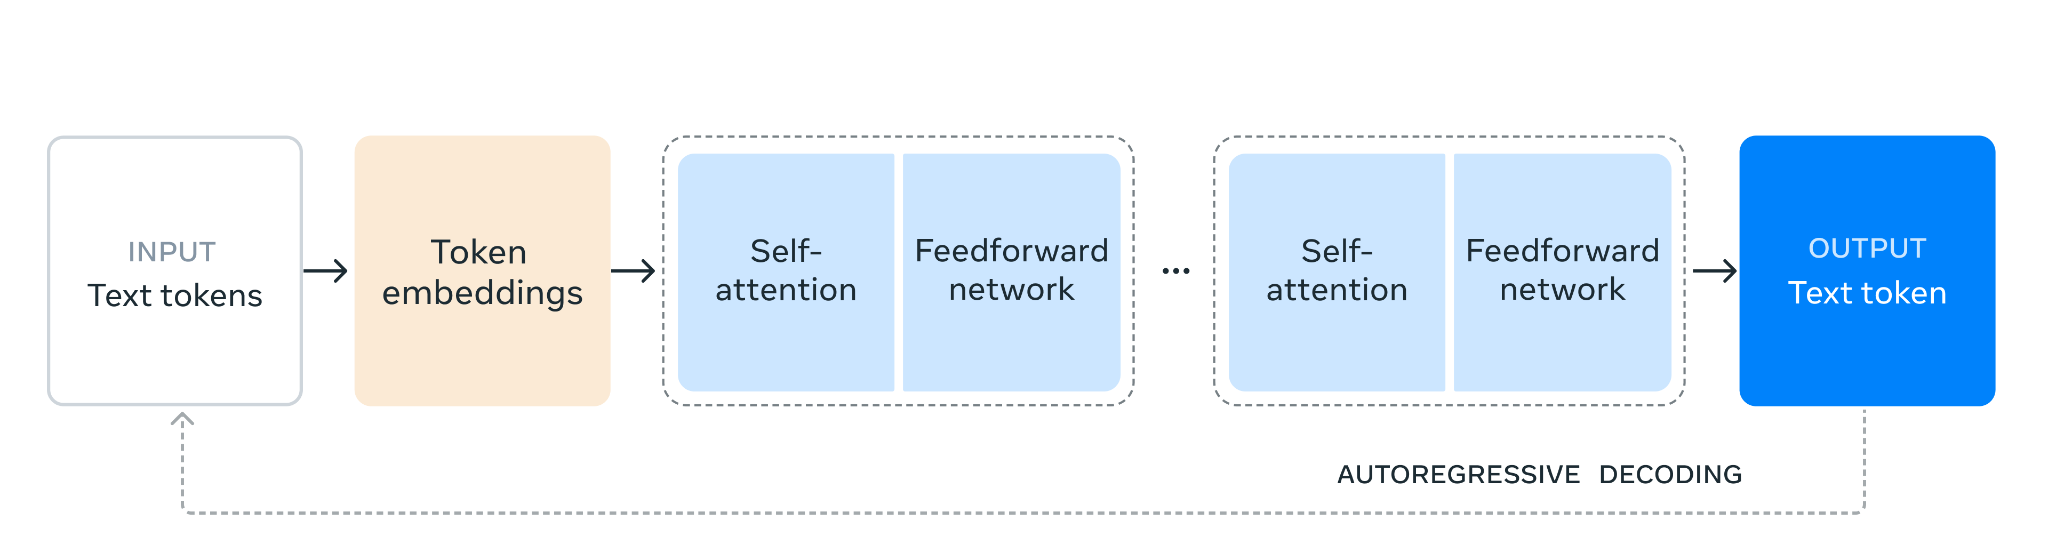 INPUT
Text tokens
Token
embeddings
Self-
attention
Feedforward
network
...
Self-
attention
Feedforward
network
OUTPUT
Text token
AUTOREGRESSIVE DECODING